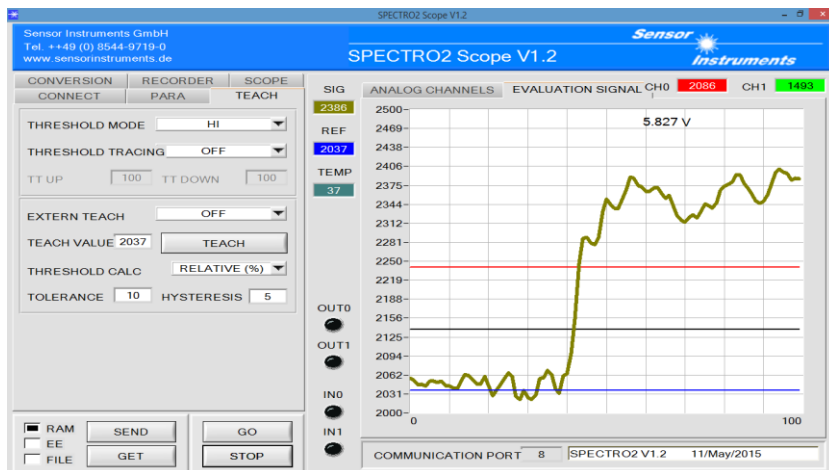 SPECTRO2 Scope V1.2
Sensor Instruments GmbH
Tel. ++49 (0) 8544-9719-0
www.sensorinstruments.de
SPECTRO2 Scope V1.2
Sensor
Instruments
CONVERSION RECORDER SCOPE
CONNECT PARA TEACH
THRESHOLD MODE HI
THRESHOLD TRACING OFF
TT UP 100 TT DOWN 100
EXTERN TEACH OFF
TEACH VALUE 2037 TEACH
THRESHOLD CALC RELATIVE (%)
TOLERANCE 10 HYSTERESIS 5
RAM
EE
FILE
SEND
GET
GO
STOP
SIG
2386
REF
2037
TEMP
37
OUT0
OUT1
IN0
IN1
ANALOG CHANNELS EVALUATION SIGNAL CH0 2086 CH1 1493
5.827 V
2500
2469
2438
2406
2375
2344
2312
2281
2250
2219
2188
2156
2125
2094
2062
2031
2000
0 100
COMMUNICATION PORT 8 SPECTRO2 V1.2 11/May/2015